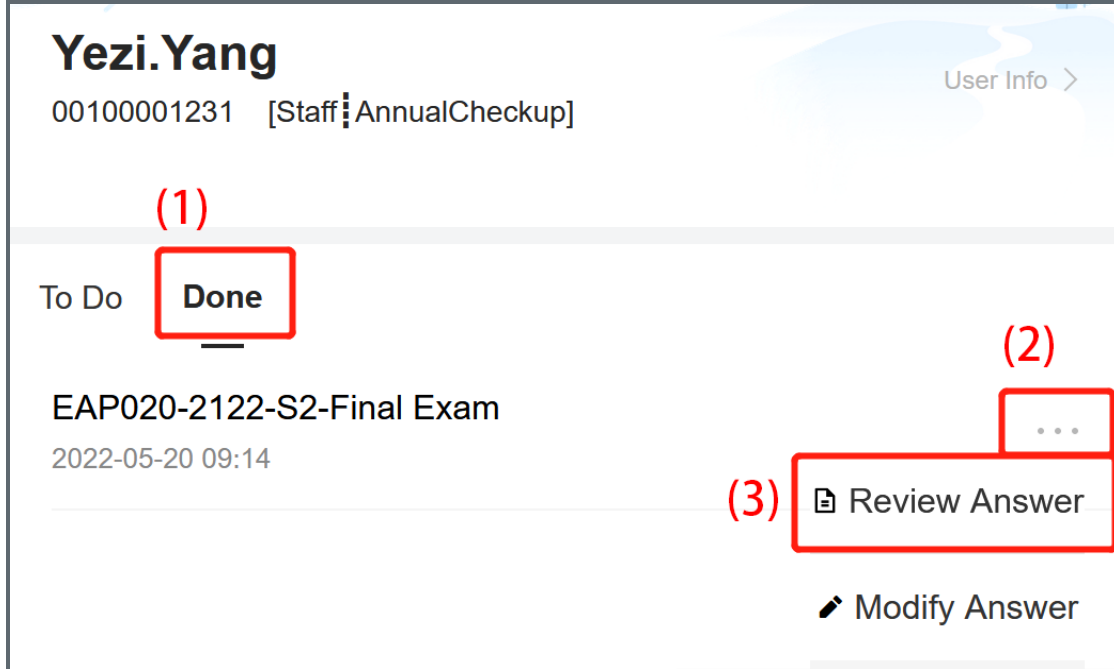 Yezi.Yang
User Info
00100001231 [Staff┋AnnualCheckup]
(1)
To Do Done
(2)
EAP020-2122-S2-Final Exam
...
2022-05-20 09:14
(3) Review Answer
Modify Answer